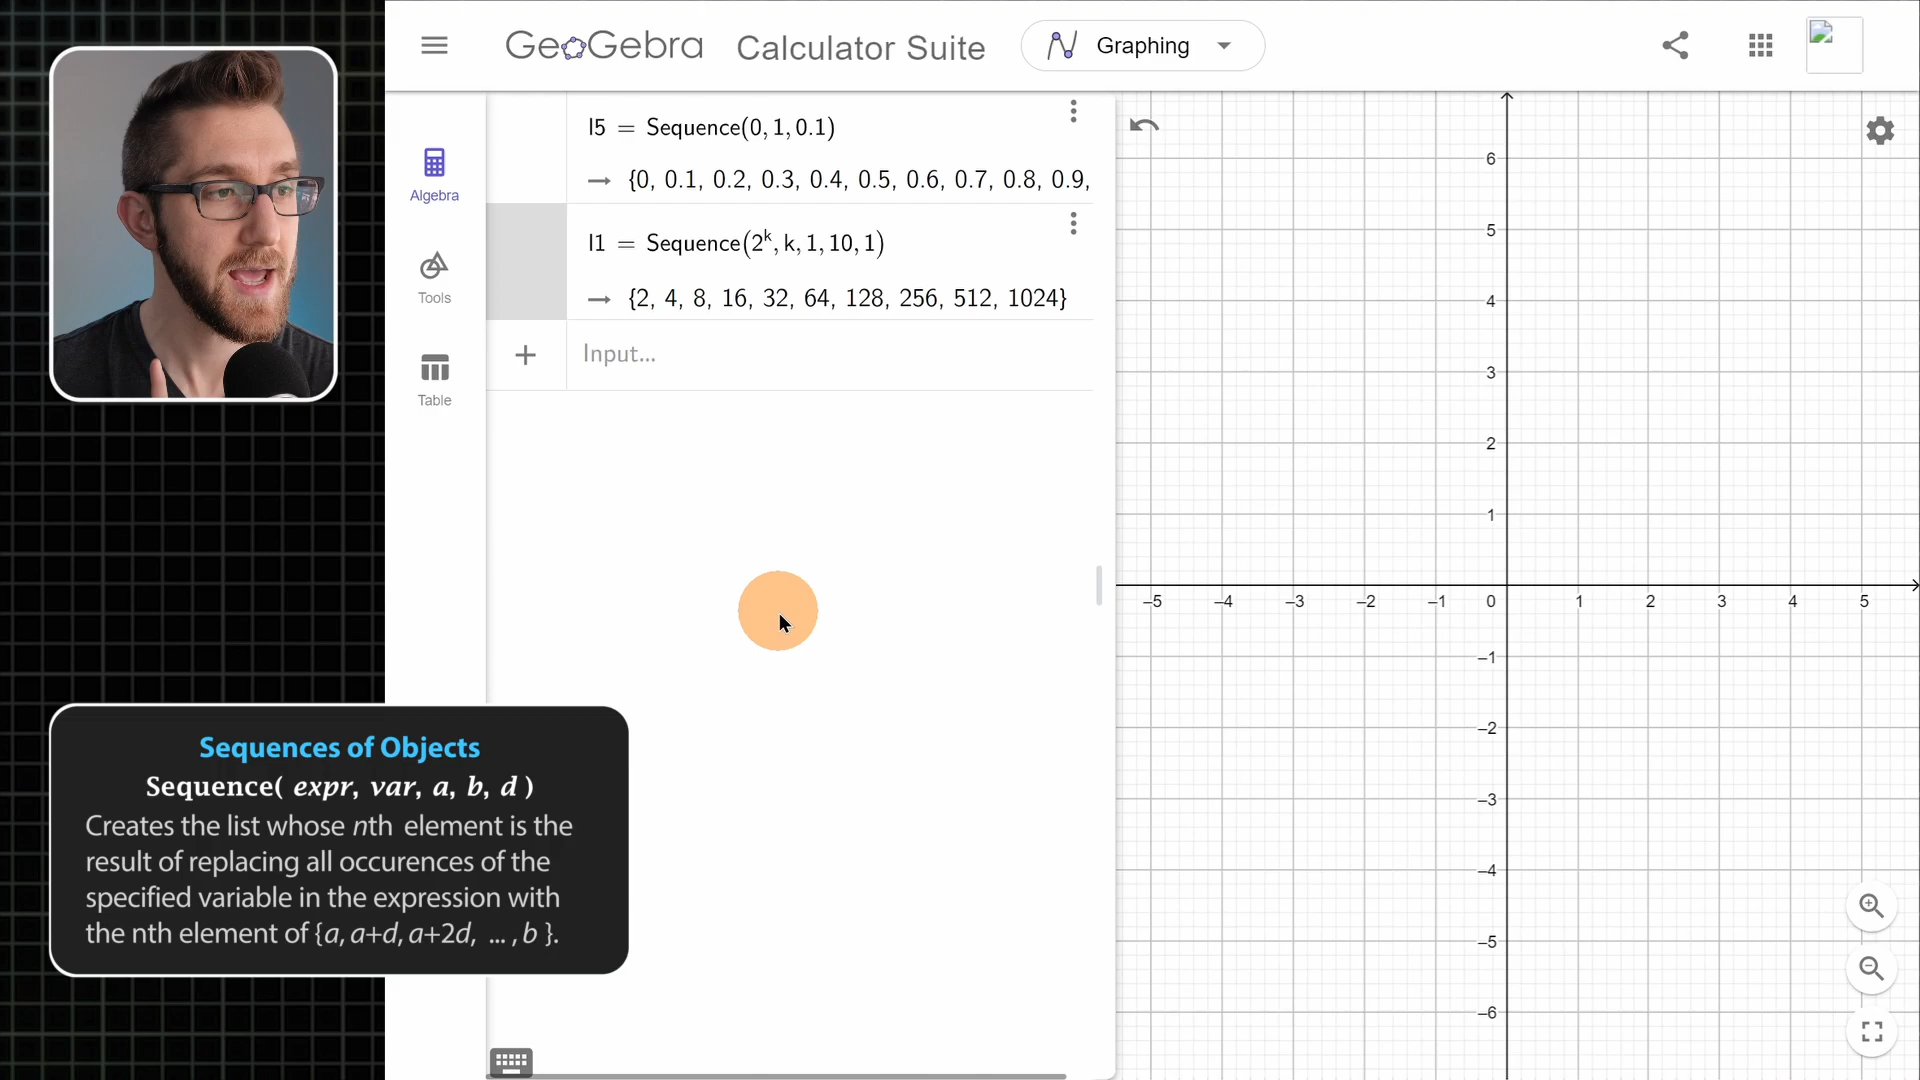 GeoGebra Calculator Suite Graphing
Algebra
Tools
Table
l5 = Sequence(0, 1, 0.1)
→ {0, 0.1, 0.2, 0.3, 0.4, 0.5, 0.6, 0.7, 0.8, 0.9,
l1 = Sequence(2^k, k, 1, 10, 1)
→ {2, 4, 8, 16, 32, 64, 128, 256, 512, 1024}
+ Input...
6
5
4
3
2
1
–5 –4 –3 –2 –1 0 1 2 3 4 5
–1
–2
–3
–4
–5
–6
Sequences of Objects
Sequence( expr, var, a, b, d )
Creates the list whose nth element is the
result of replacing all occurences of the
specified variable in the expression with
the nth element of {a, a+d, a+2d, ... , b }.